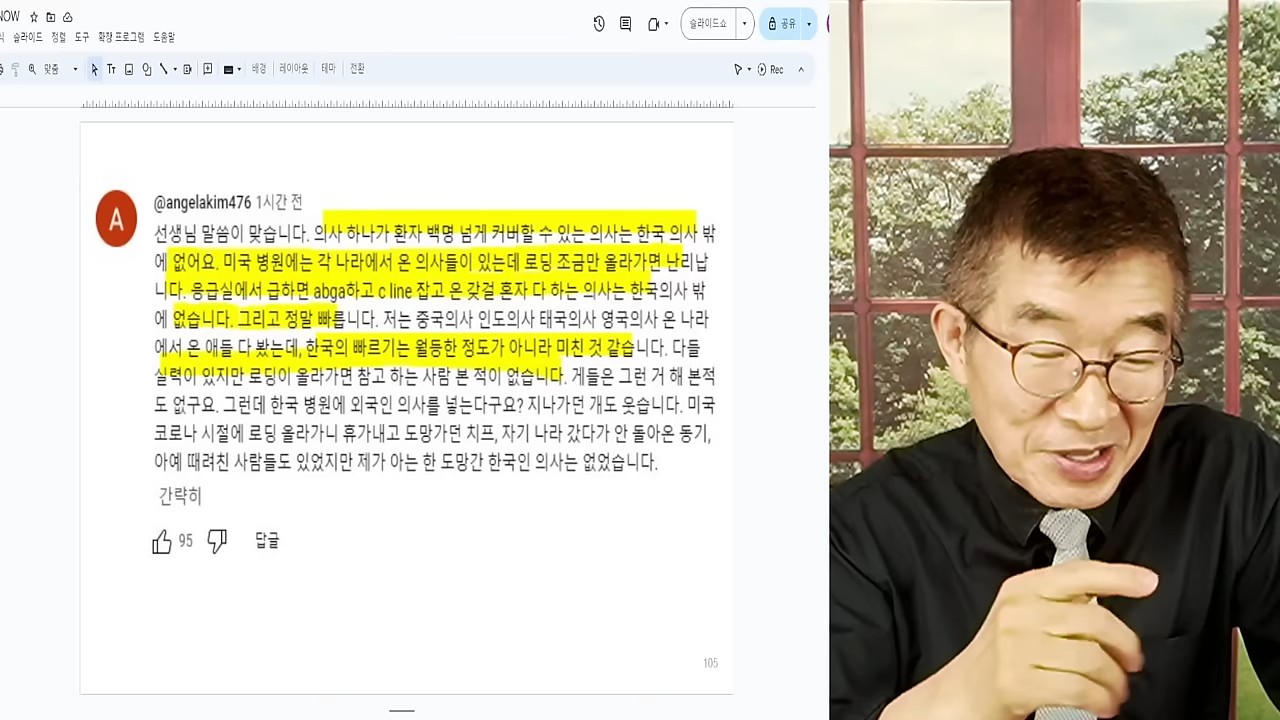 NOW
슬라이드 정렬 도구 확장 프로그램 도움말
슬라이드쇼
공유
맞춤
배경
레이아웃
테마
전환
Rec
A
@angelakim476 1시간 전
선생님 말씀이 맞습니다. 의사 하나가 환자 백명 넘게 커버할 수 있는 의사는 한국 의사 밖
에 없어요. 미국 병원에는 각 나라에서 온 의사들이 있는데 로딩 조금만 올라가면 난리납
니다. 응급실에서 급하면 abga하고 c line 잡고 온 갖걸 혼자 다 하는 의사는 한국의사 밖
에 없습니다. 그리고 정말 빠릅니다. 저는 중국의사 인도의사 태국의사 영국의사 온 나라
에서 온 애들 다 봤는데, 한국의 빠르기는 월등한 정도가 아니라 미친 것 같습니다. 다들
실력이 있지만 로딩이 올라가면 참고 하는 사람 본 적이 없습니다. 게들은 그런 거 해 본적
도 없구요. 그런데 한국 병원에 외국인 의사를 넣는다구요? 지나가던 개도 웃습니다. 미국
코로나 시절에 로딩 올라가니 휴가내고 도망가던 치프, 자기 나라 갔다가 안 돌아온 동기,
아예 때려친 사람들도 있었지만 제가 아는 한 도망간 한국인 의사는 없었습니다.
간략히
95
답글
105